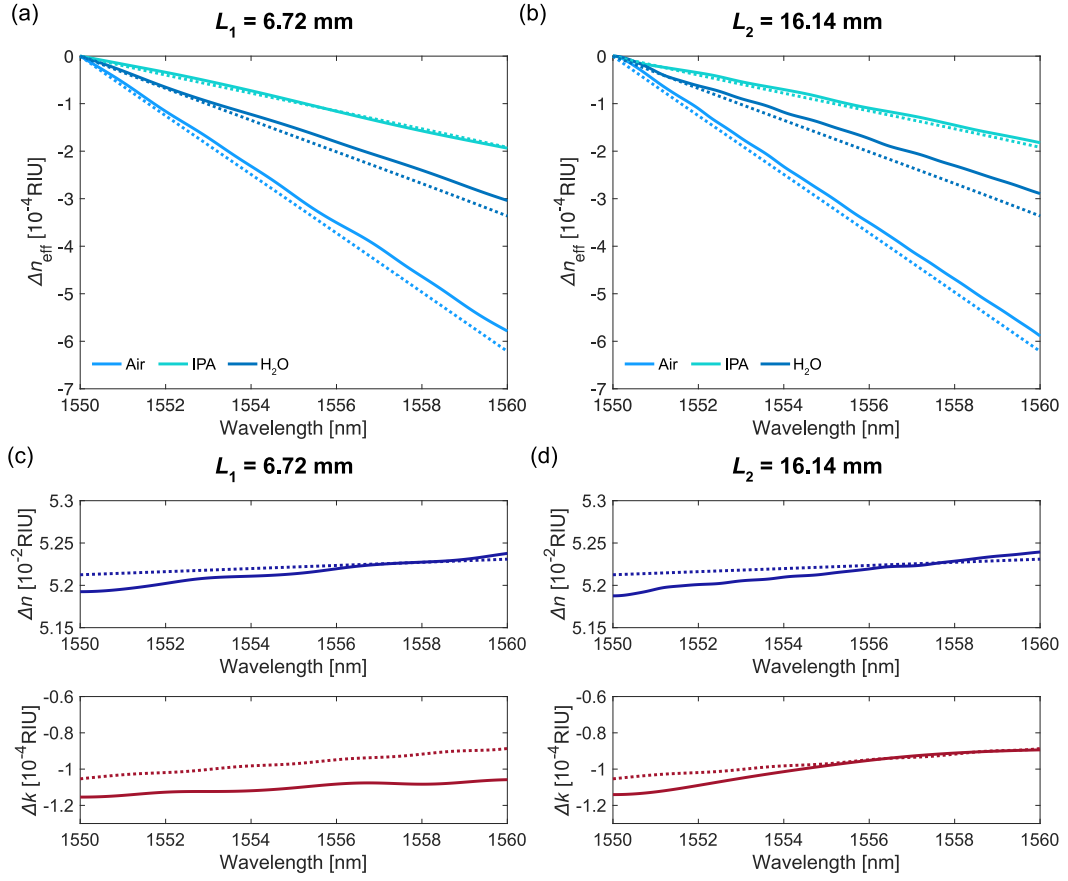 (a)
L₁ = 6.72 mm
0
-1
-2
-3
-4
-5
-6
-7
Δn_eff [10⁻⁴RIU]
Air IPA H₂O
1550 1552 1554 1556 1558 1560
Wavelength [nm]
(b)
L₂ = 16.14 mm
0
-1
-2
-3
-4
-5
-6
-7
Δn_eff [10⁻⁴RIU]
Air IPA H₂O
1550 1552 1554 1556 1558 1560
Wavelength [nm]
(c)
L₁ = 6.72 mm
5.3
5.25
5.2
5.15
Δn [10⁻²RIU]
1550 1552 1554 1556 1558 1560
Wavelength [nm]
-0.6
-0.8
-1
-1.2
Δk [10⁻⁴RIU]
1550 1552 1554 1556 1558 1560
Wavelength [nm]
(d)
L₂ = 16.14 mm
5.3
5.25
5.2
5.15
Δn [10⁻²RIU]
1550 1552 1554 1556 1558 1560
Wavelength [nm]
-0.6
-0.8
-1
-1.2
Δk [10⁻⁴RIU]
1550 1552 1554 1556 1558 1560
Wavelength [nm]